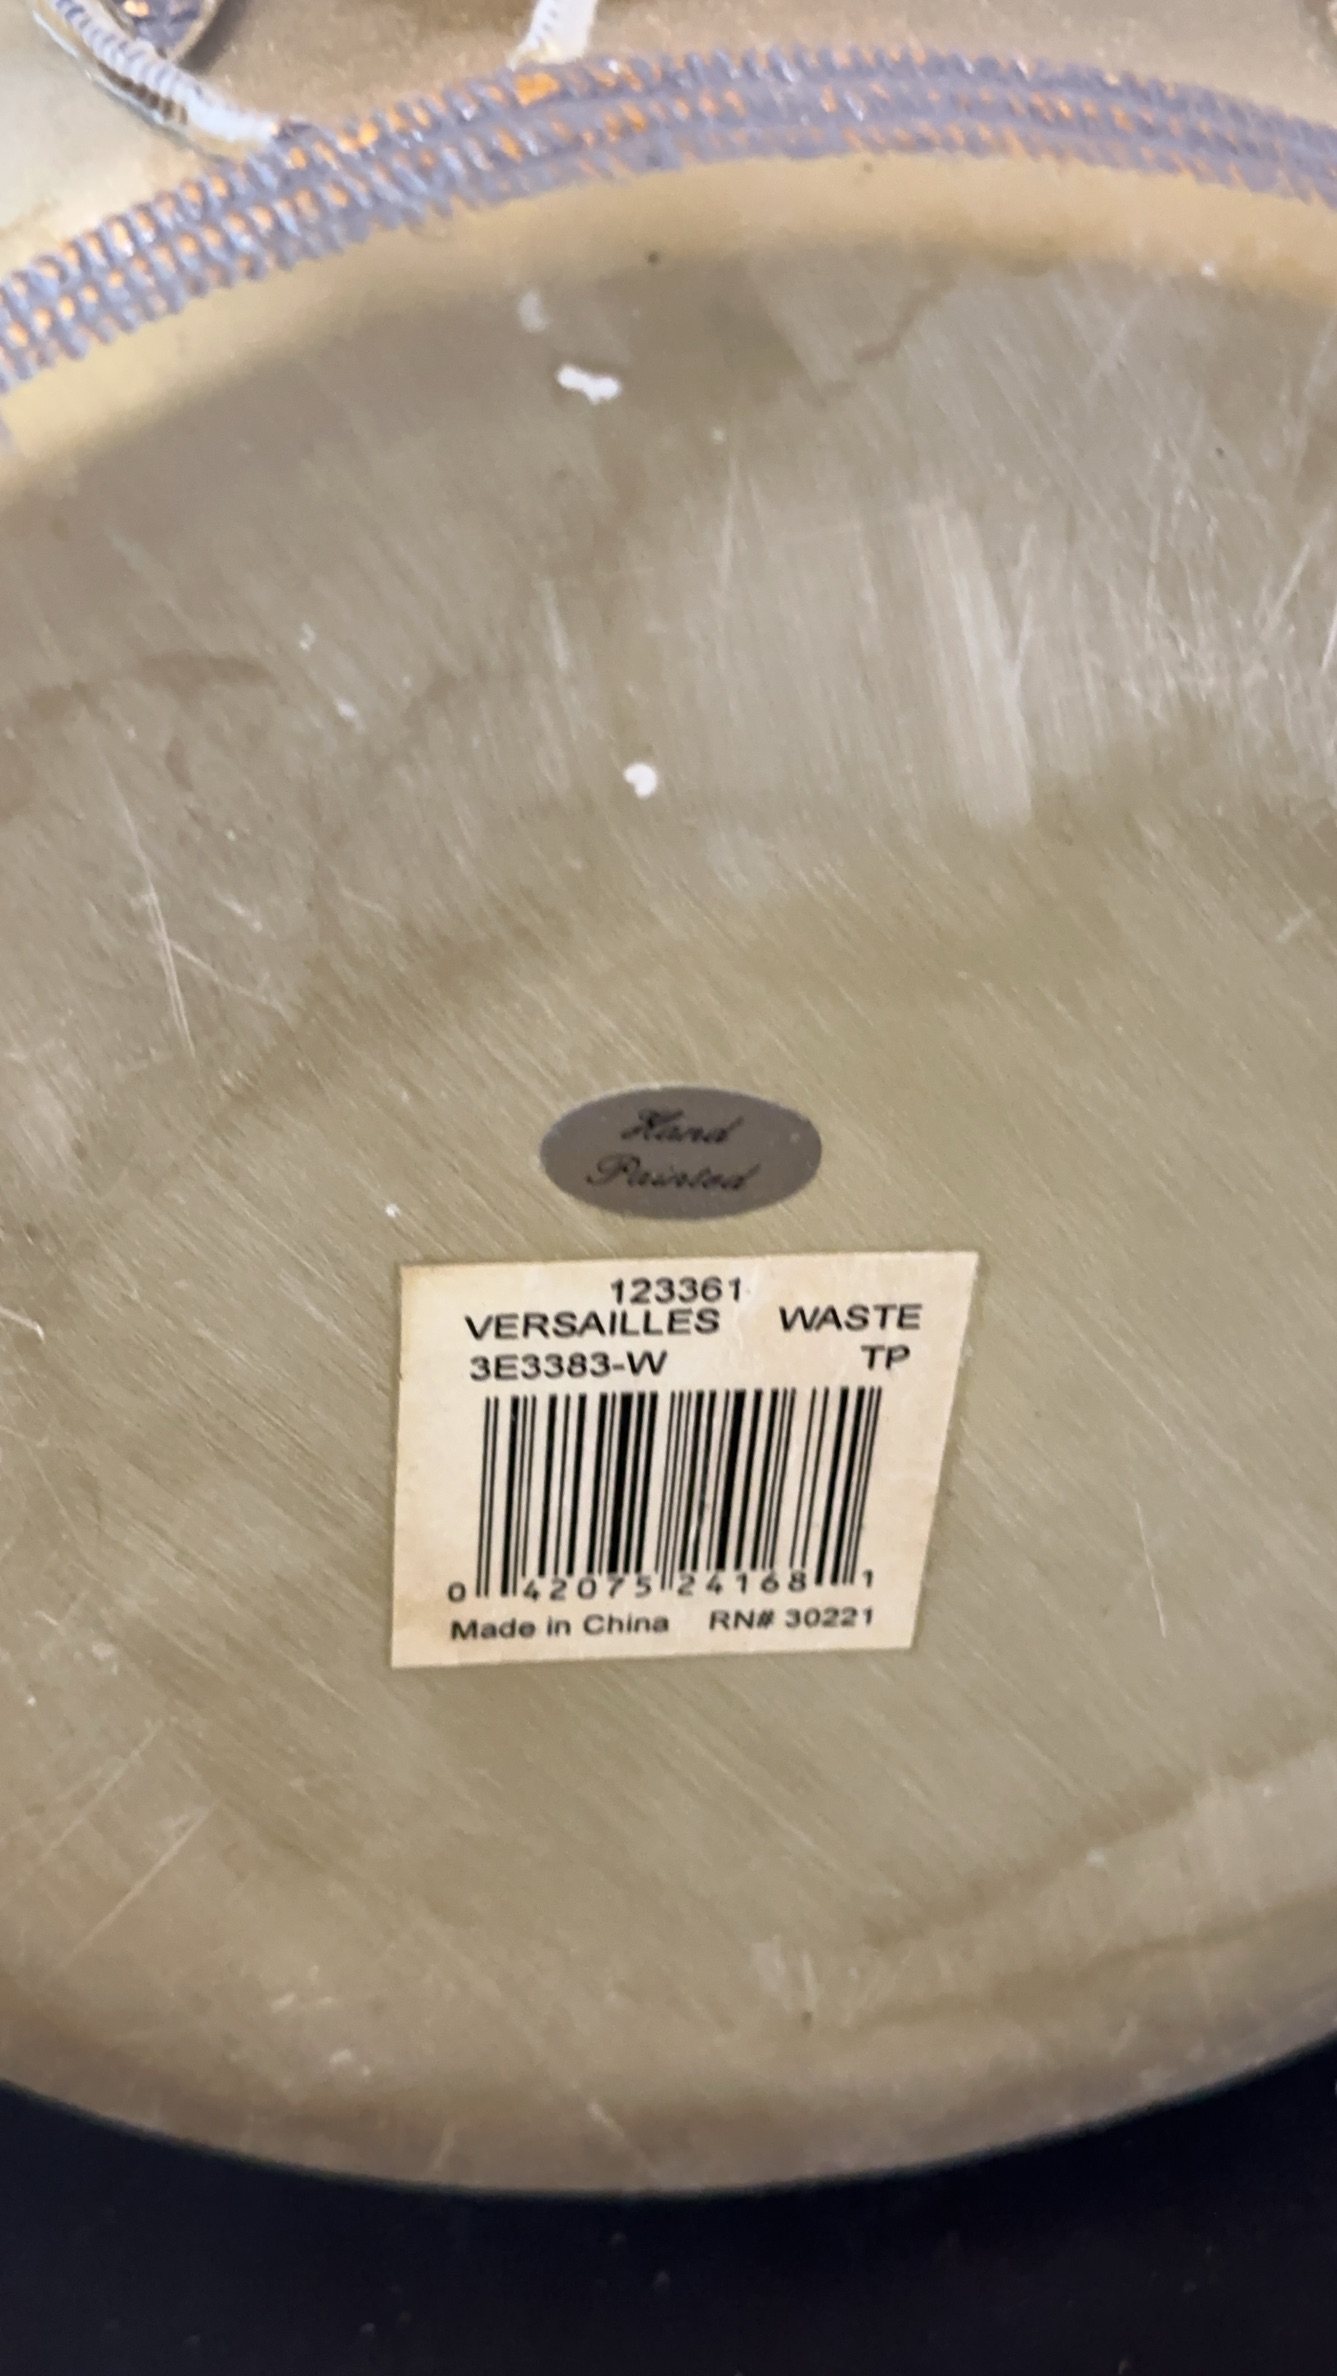 Hand
Painted
123361
VERSAILLES WASTE
3E3383-W TP
0 42075 24168 1
Made in China RN# 30221